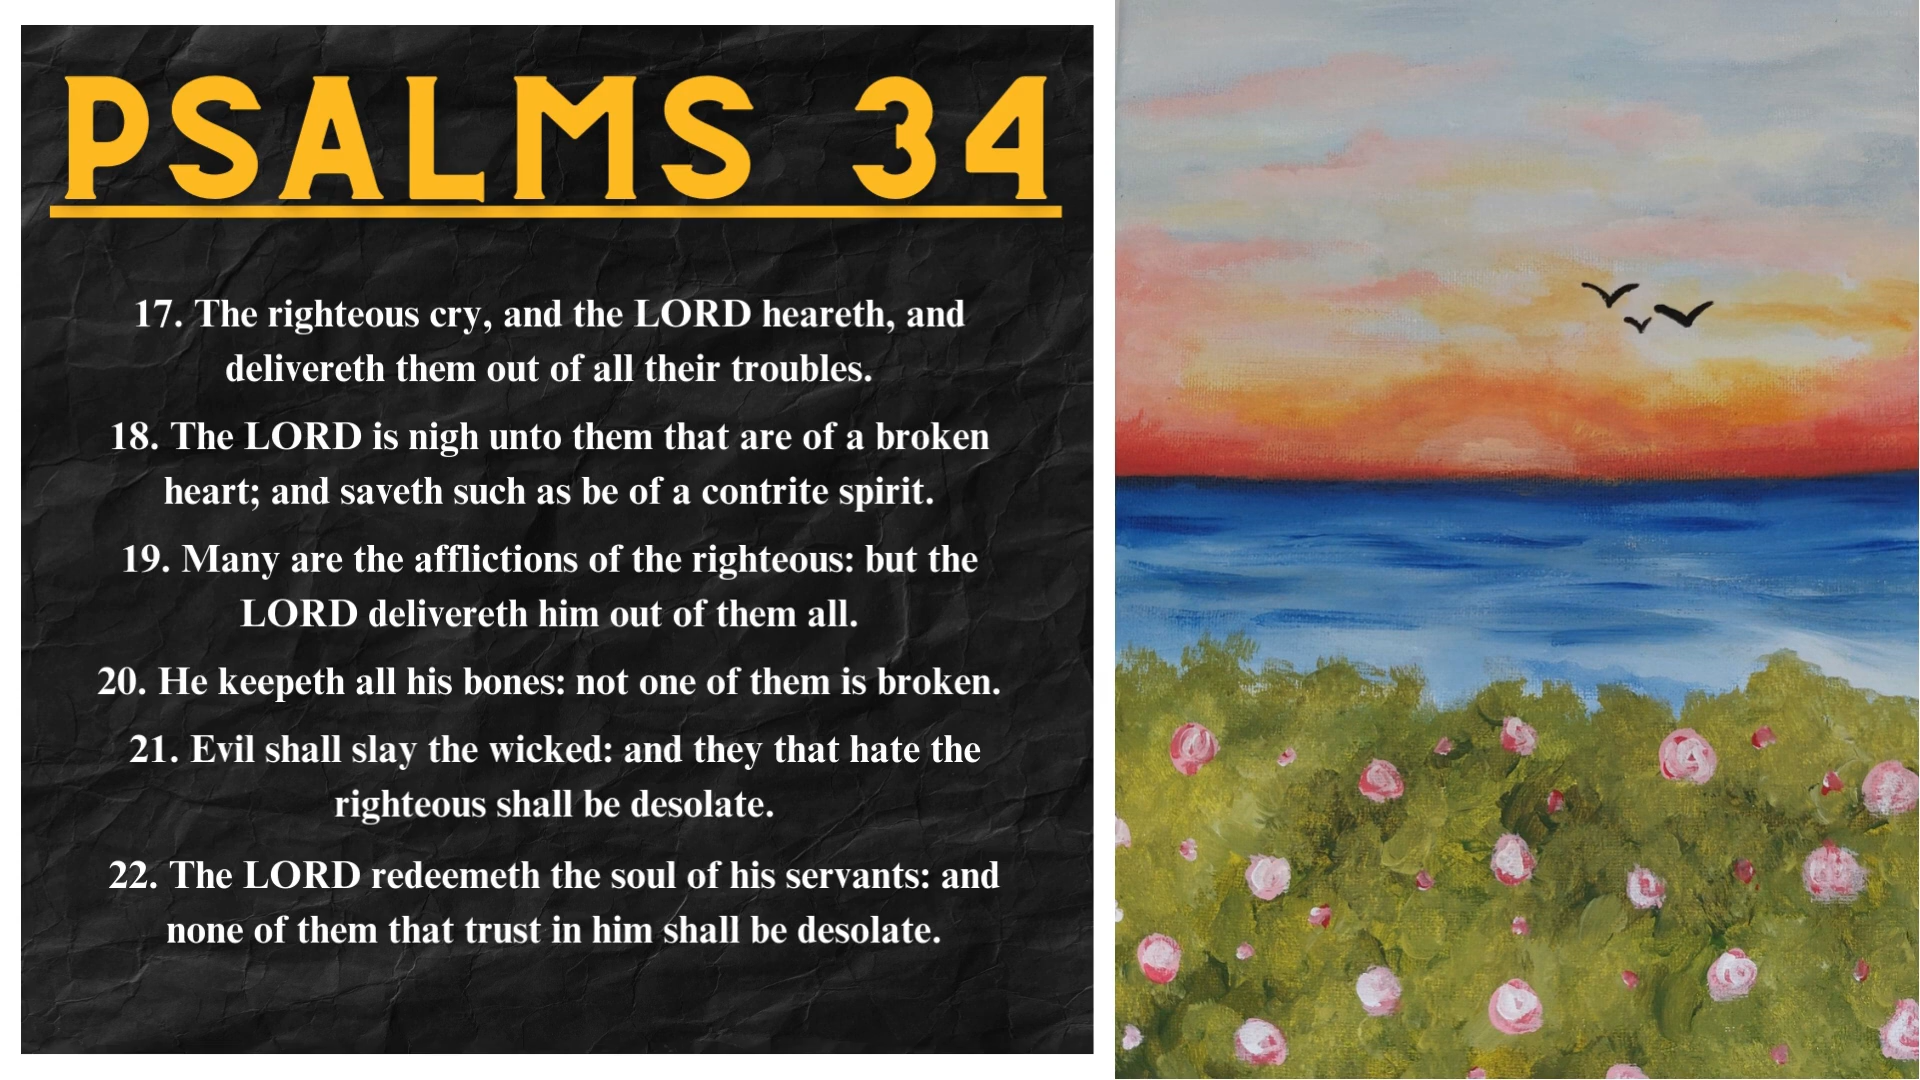 PSALMS 34
17. The righteous cry, and the LORD heareth, and
delivereth them out of all their troubles.
18. The LORD is nigh unto them that are of a broken
heart; and saveth such as be of a contrite spirit.
19. Many are the afflictions of the righteous: but the
LORD delivereth him out of them all.
20. He keepeth all his bones: not one of them is broken.
21. Evil shall slay the wicked: and they that hate the
righteous shall be desolate.
22. The LORD redeemeth the soul of his servants: and
none of them that trust in him shall be desolate.